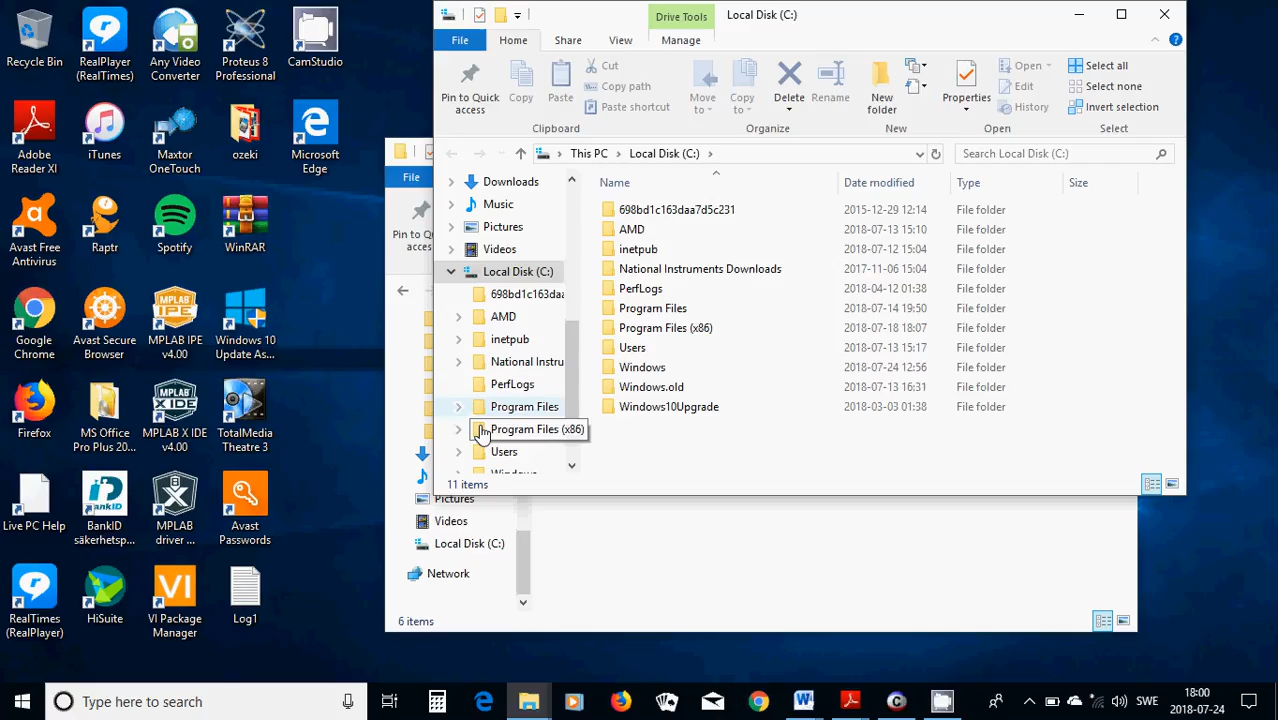 Recycle Bin
RealPlayer
(RealTimes)
Any Video
Converter
Proteus 8
Professional
CamStudio
Adobe
Reader XI
iTunes
Maxtor
OneTouch
ozeki
Microsoft
Edge
Avast Free
Antivirus
Raptr
Spotify
WinRAR
Google
Chrome
Avast Secure
Browser
MPLAB IPE
v4.00
Windows 10
Update As...
Firefox
MS Office
Pro Plus 20...
MPLAB X IDE
v4.00
TotalMedia
Theatre 3
Live PC Help
BankID
säkerhetsp...
MPLAB
driver ...
Avast
Passwords
RealTimes
(RealPlayer)
HiSuite
VI Package
Manager
Log1
Drive Tools
Local Disk (C:)
File
Home
Share
View
Manage
Pin to Quick
access
Copy
Paste
Cut
Copy path
Paste shortcut
Clipboard
Move
to
Copy
to
Delete
Rename
Organize
New
folder
New
Properties
Open
Edit
History
Open
Select all
Select none
Invert selection
Select
This PC > Local Disk (C:) >
Search Local Disk (C:)
Downloads
Music
Pictures
Videos
Local Disk (C:)
698bd1c163daa
AMD
inetpub
National Instru
PerfLogs
Program Files
Program Files (x86)
Users
Windows
Name Date modified Type Size
698bd1c163daa7d5c231 2015-12-29 12:14 File folder
AMD 2018-07-13 15:10 File folder
inetpub 2018-07-12 15:04 File folder
National Instruments Downloads 2017-11-06 15:04 File folder
PerfLogs 2018-04-12 01:38 File folder
Program Files 2018-07-14 19:50 File folder
Program Files (x86) 2018-07-18 18:07 File folder
Users 2018-07-13 15:17 File folder
Windows 2018-07-24 12:56 File folder
Windows.old 2018-07-13 16:31 File folder
Windows10Upgrade 2018-03-03 01:38 File folder
11 items
File
Pin to
acces
Pictures
Videos
Local Disk (C:)
Network
6 items
Type here to search
SWE
18:00
2018-07-24